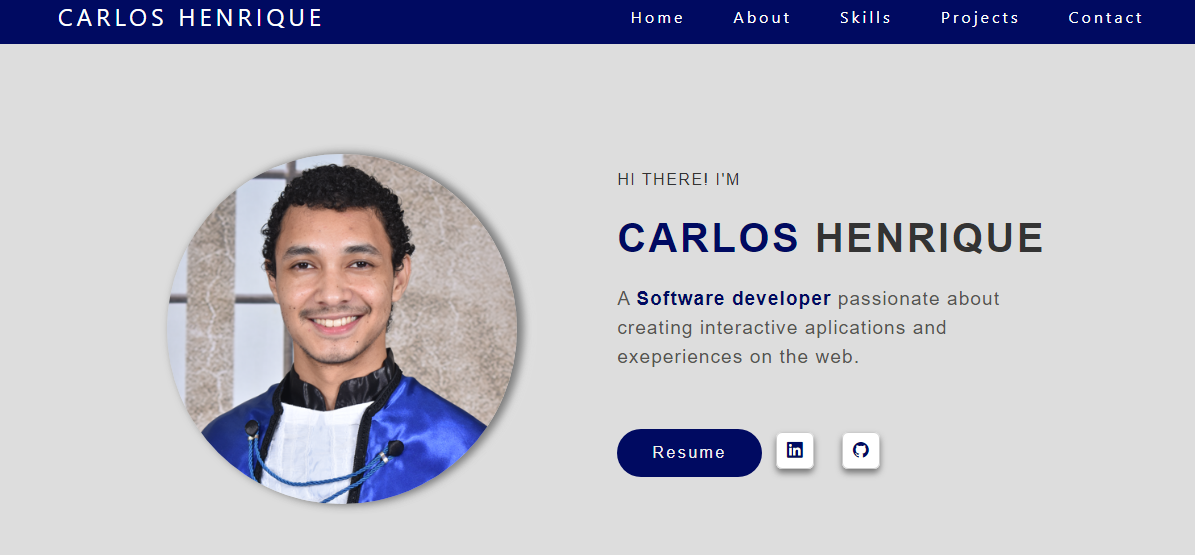 CARLOS HENRIQUE
Home About Skills Projects Contact
HI THERE! I'M
CARLOS HENRIQUE
A Software developer passionate about
creating interactive aplications and
exeperiences on the web.
Resume
in